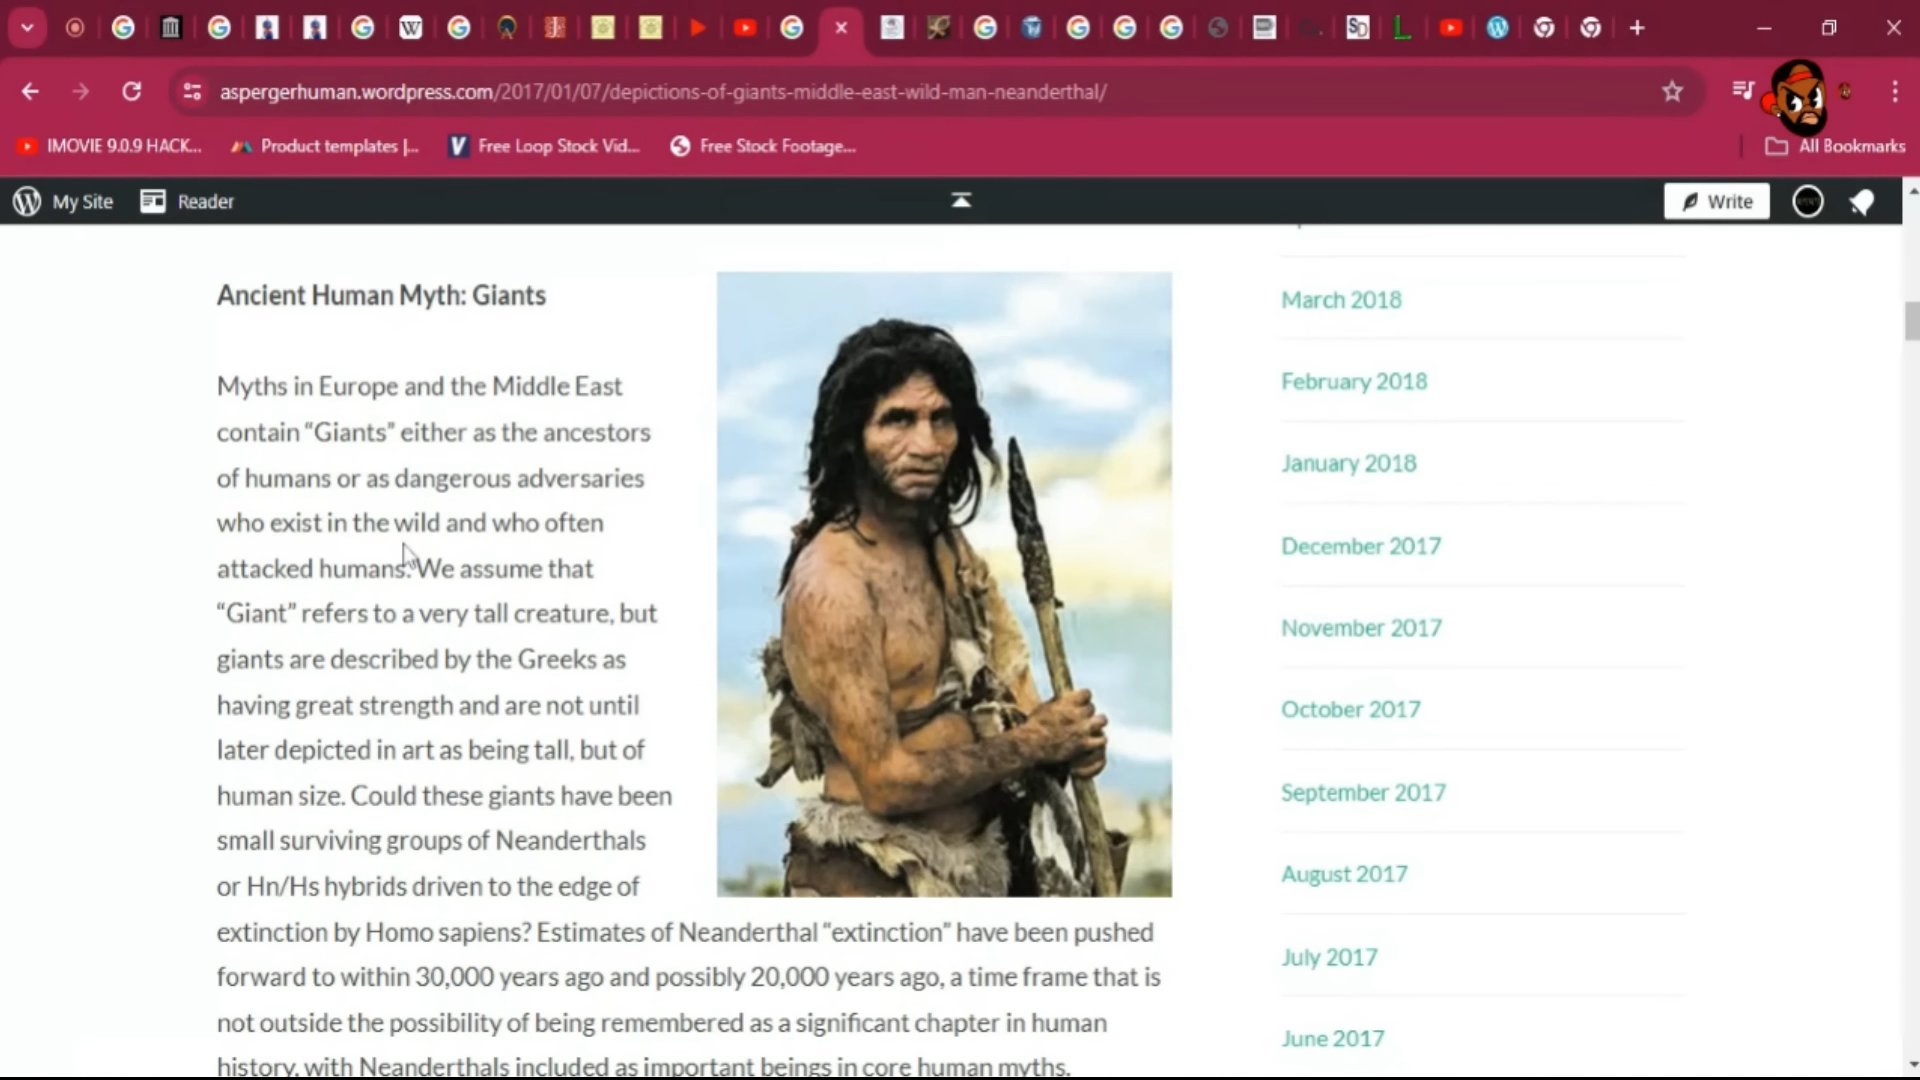 aspergerhuman.wordpress.com/2017/01/07/depictions-of-giants-middle-east-wild-man-neanderthal/
IMOVIE 9.0.9 HACK...
Product templates |...
Free Loop Stock Vid...
Free Stock Footage...
All Bookmarks
My Site
Reader
Write
Ancient Human Myth: Giants
Myths in Europe and the Middle East
contain “Giants” either as the ancestors
of humans or as dangerous adversaries
who exist in the wild and who often
attacked humans. We assume that
“Giant” refers to a very tall creature, but
giants are described by the Greeks as
having great strength and are not until
later depicted in art as being tall, but of
human size. Could these giants have been
small surviving groups of Neanderthals
or Hn/Hs hybrids driven to the edge of
extinction by Homo sapiens? Estimates of Neanderthal “extinction” have been pushed
forward to within 30,000 years ago and possibly 20,000 years ago, a time frame that is
not outside the possibility of being remembered as a significant chapter in human
history, with Neanderthals included as important beings in core human myths.
March 2018
February 2018
January 2018
December 2017
November 2017
October 2017
September 2017
August 2017
July 2017
June 2017